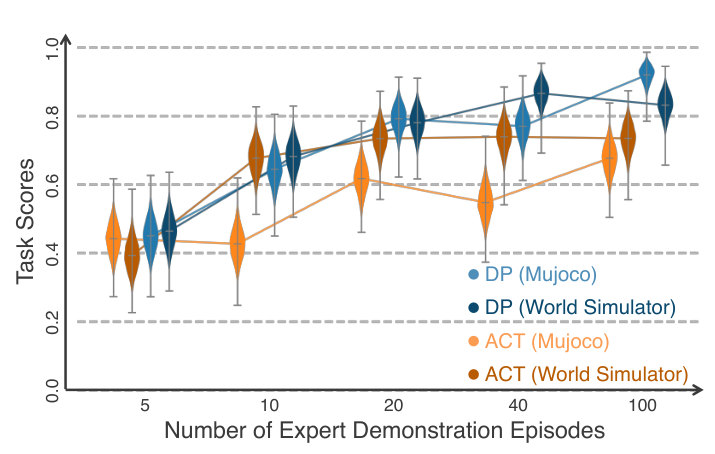 1.0
0.8
0.6
0.4
0.2
0.0
Task Scores
DP (Mujoco)
DP (World Simulator)
ACT (Mujoco)
ACT (World Simulator)
5 10 20 40 100
Number of Expert Demonstration Episodes